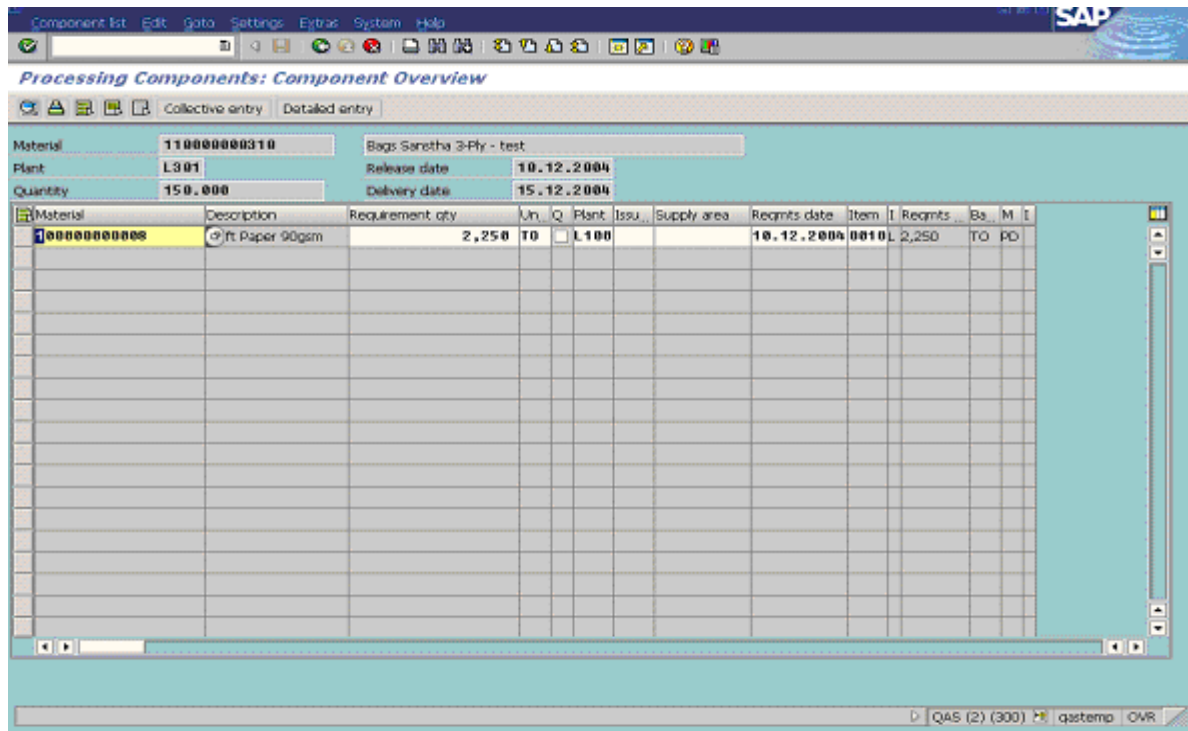 Component list Edit Goto Settings Extras System Help
SAP
Processing Components: Component Overview
Collective entry Detailed entry
Material 110000000310 Bags Sanstha 3-Ply - test
Plant L301 Release date 10.12.2004
Quantity 150.000 Delivery date 15.12.2004
Material Description Requirement qty Un.. Q Plant Issu.. Supply area Reqmts date Item I Reqmts .. Ba.. M I
100000000008 ft Paper 90gsm 2,250 TO L100 10.12.2004 0010 L 2,250 TO PD
QAS (2) (300) qastemp OVR